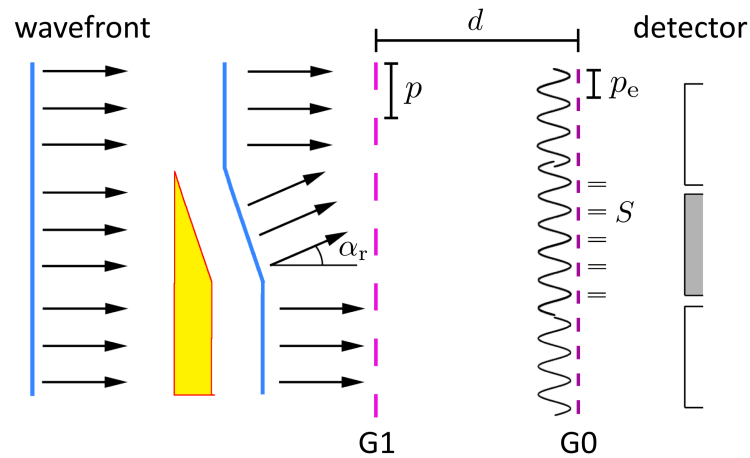 wavefront
d
detector
p
pe
S
αr
G1
G0